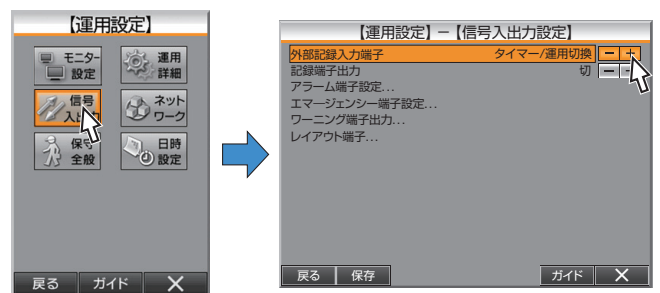 【運用設定】
モニター
設定
運用
詳細
信号
入出力
ネット
ワーク
保守
全般
日時
設定
戻る ガイド ✕
【運用設定】－【信号入出力設定】
外部記録入力端子 タイマー/運用切換 － ＋
記録端子出力 切 －
アラーム端子設定...
エマージェンシー端子設定...
ワーニング端子出力...
レイアウト端子...
戻る 保存 ガイド ✕